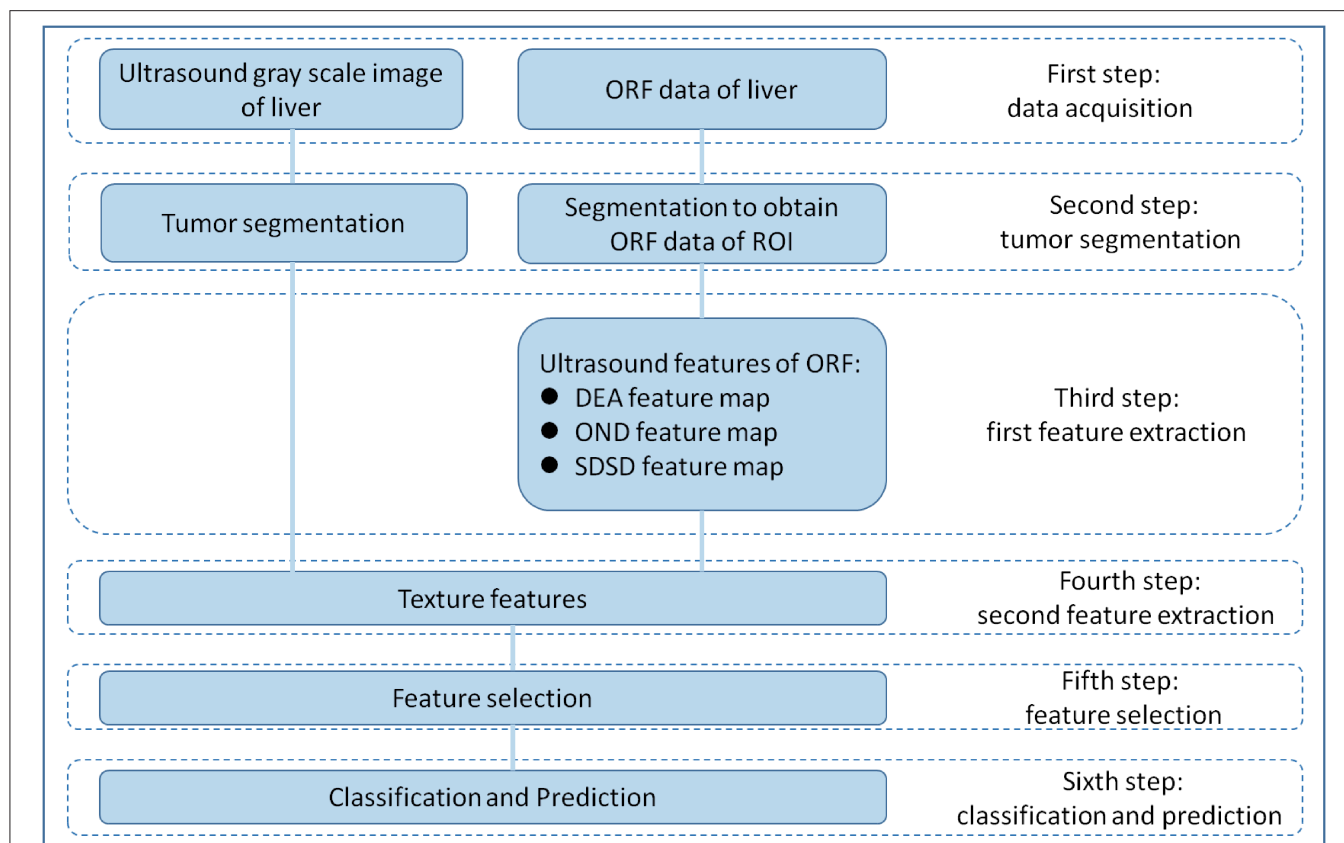 Ultrasound gray scale image
of liver
ORF data of liver
First step:
data acquisition
Tumor segmentation
Segmentation to obtain
ORF data of ROI
Second step:
tumor segmentation
Ultrasound features of ORF:
● DEA feature map
● OND feature map
● SDSD feature map
Third step:
first feature extraction
Texture features
Fourth step:
second feature extraction
Feature selection
Fifth step:
feature selection
Classification and Prediction
Sixth step:
classification and prediction